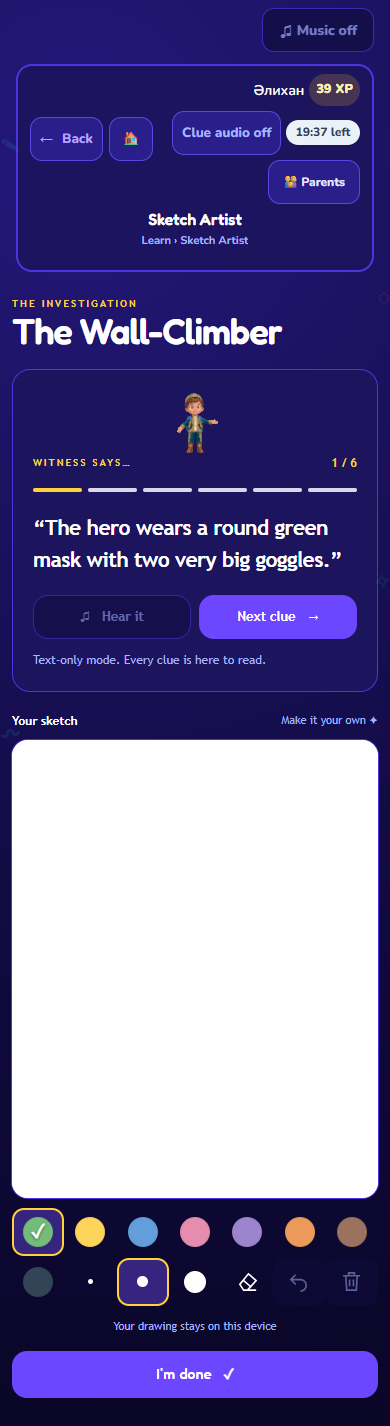 Music off
Әлихан 39 XP
← Back
Clue audio off
19:37 left
Parents
Sketch Artist
Learn › Sketch Artist
THE INVESTIGATION
The Wall-Climber
WITNESS SAYS...
1 / 6
“The hero wears a round green
mask with two very big goggles.”
Hear it
Next clue →
Text-only mode. Every clue is here to read.
Your sketch
Make it your own ✦
Your drawing stays on this device
I'm done ✓